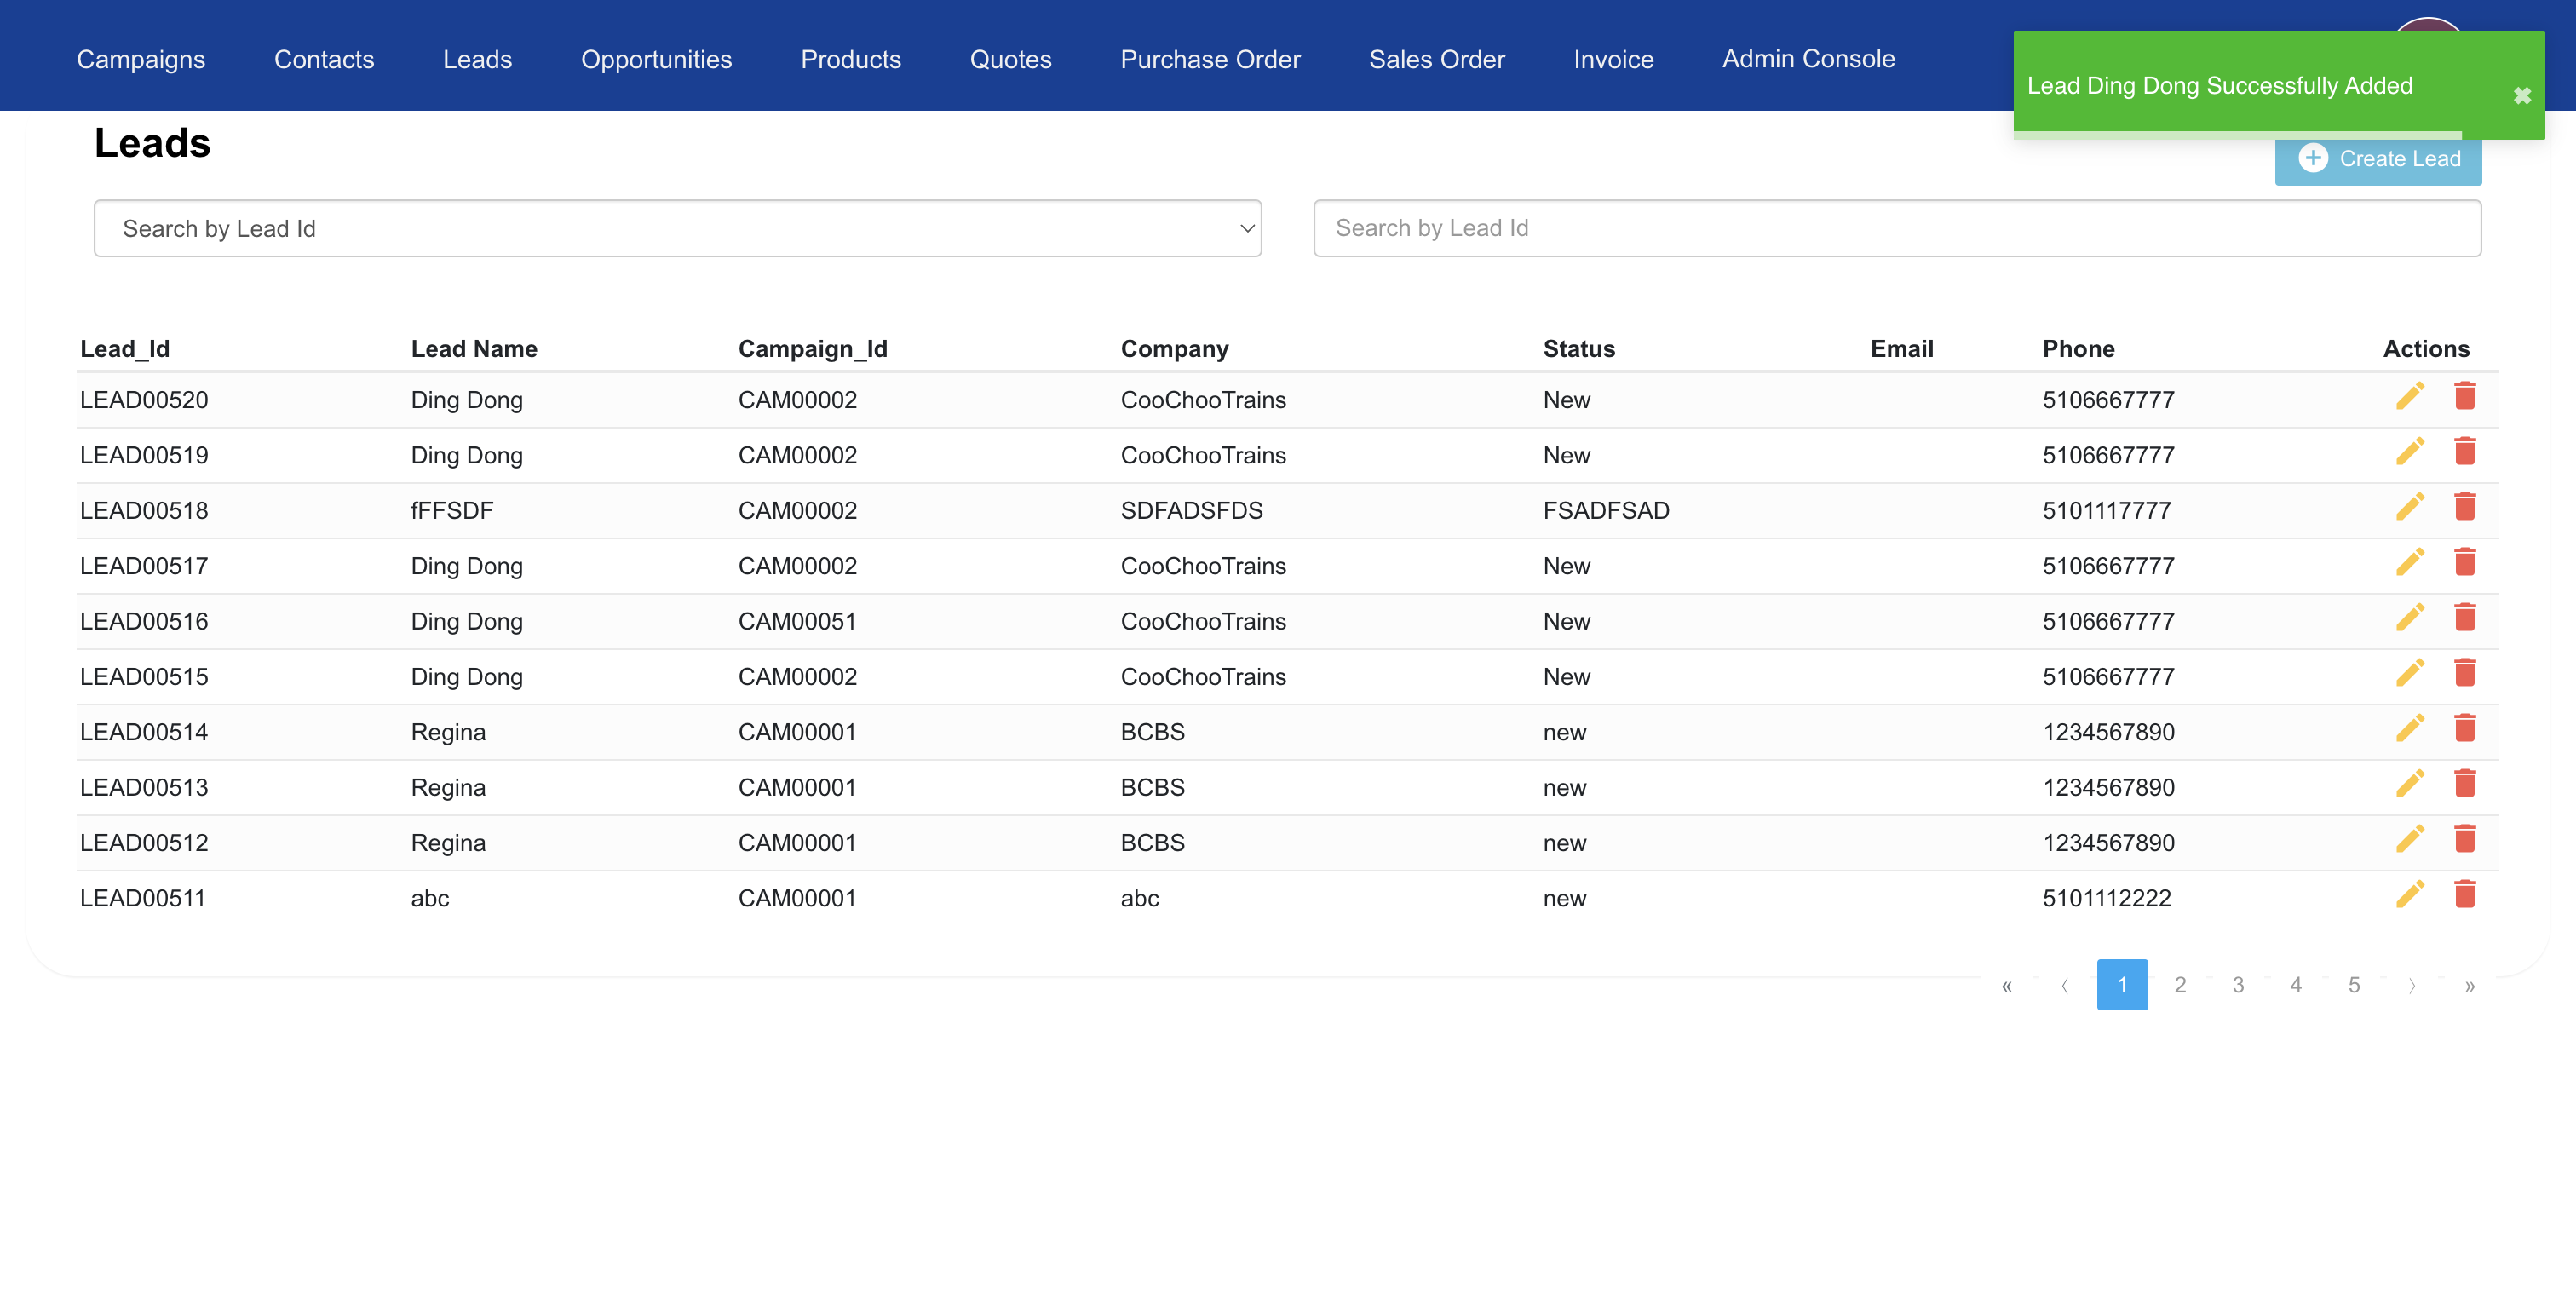 Campaigns Contacts Leads Opportunities Products Quotes Purchase Order Sales Order Invoice Admin Console
Lead Ding Dong Successfully Added ✖
Leads
Create Lead
Search by Lead Id Search by Lead Id
Lead_Id Lead Name Campaign_Id Company Status Email Phone Actions
LEAD00520 Ding Dong CAM00002 CooChooTrains New 5106667777
LEAD00519 Ding Dong CAM00002 CooChooTrains New 5106667777
LEAD00518 fFFSDF CAM00002 SDFADSFDS FSADFSAD 5101117777
LEAD00517 Ding Dong CAM00002 CooChooTrains New 5106667777
LEAD00516 Ding Dong CAM00051 CooChooTrains New 5106667777
LEAD00515 Ding Dong CAM00002 CooChooTrains New 5106667777
LEAD00514 Regina CAM00001 BCBS new 1234567890
LEAD00513 Regina CAM00001 BCBS new 1234567890
LEAD00512 Regina CAM00001 BCBS new 1234567890
LEAD00511 abc CAM00001 abc new 5101112222
« ⟨ 1 2 3 4 5 ⟩ »